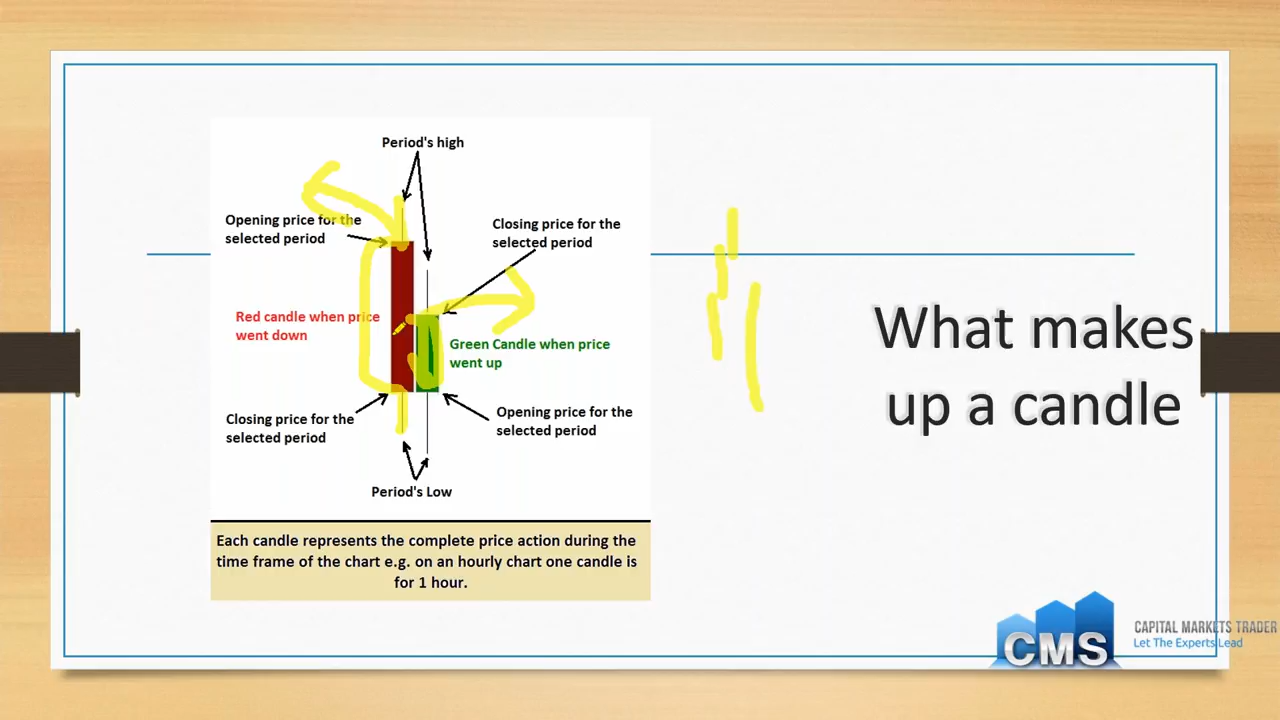 Period's high
Opening price for the
selected period
Closing price for the
selected period
Red candle when price
went down
Green Candle when price
went up
Closing price for the
selected period
Opening price for the
selected period
Period's Low
Each candle represents the complete price action during the
time frame of the chart e.g. on an hourly chart one candle is
for 1 hour.
What makes
up a candle
CMS
CAPITAL MARKETS TRADER
Let The Experts Lead